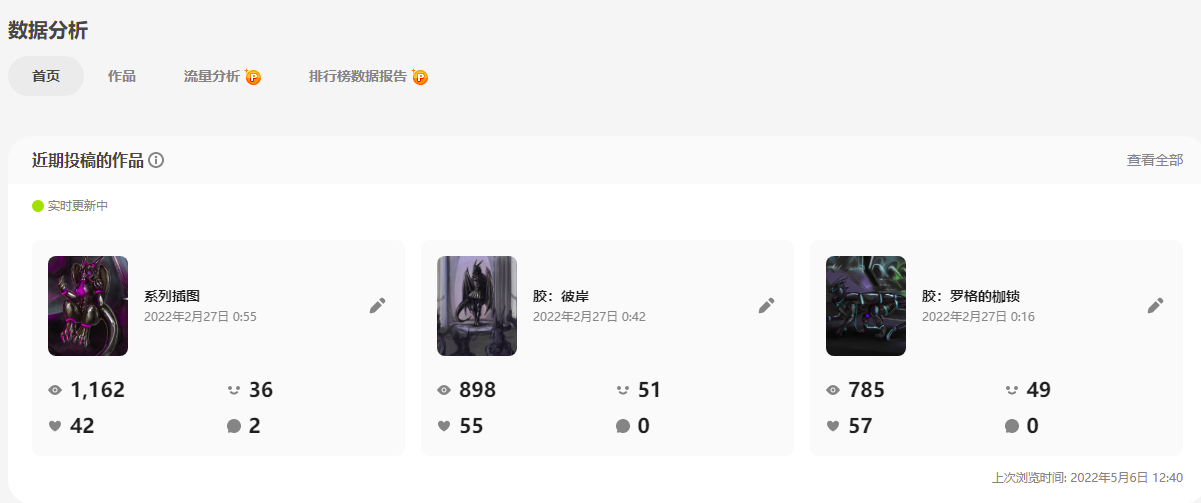 数据分析
首页 作品 流量分析 P 排行榜数据报告 P
近期投稿的作品 查看全部
实时更新中
系列插图
2022年2月27日 0:55
1,162 36
42 2
胶：彼岸
2022年2月27日 0:42
898 51
55 0
胶：罗格的枷锁
2022年2月27日 0:16
785 49
57 0
上次浏览时间: 2022年5月6日 12:40